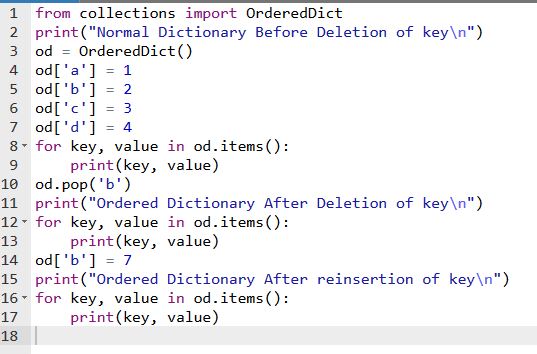 1 from collections import OrderedDict
2 print("Normal Dictionary Before Deletion of key\n")
3 od = OrderedDict()
4 od['a'] = 1
5 od['b'] = 2
6 od['c'] = 3
7 od['d'] = 4
8 for key, value in od.items():
9     print(key, value)
10 od.pop('b')
11 print("Ordered Dictionary After Deletion of key\n")
12 for key, value in od.items():
13     print(key, value)
14 od['b'] = 7
15 print("Ordered Dictionary After reinsertion of key\n")
16 for key, value in od.items():
17     print(key, value)
18